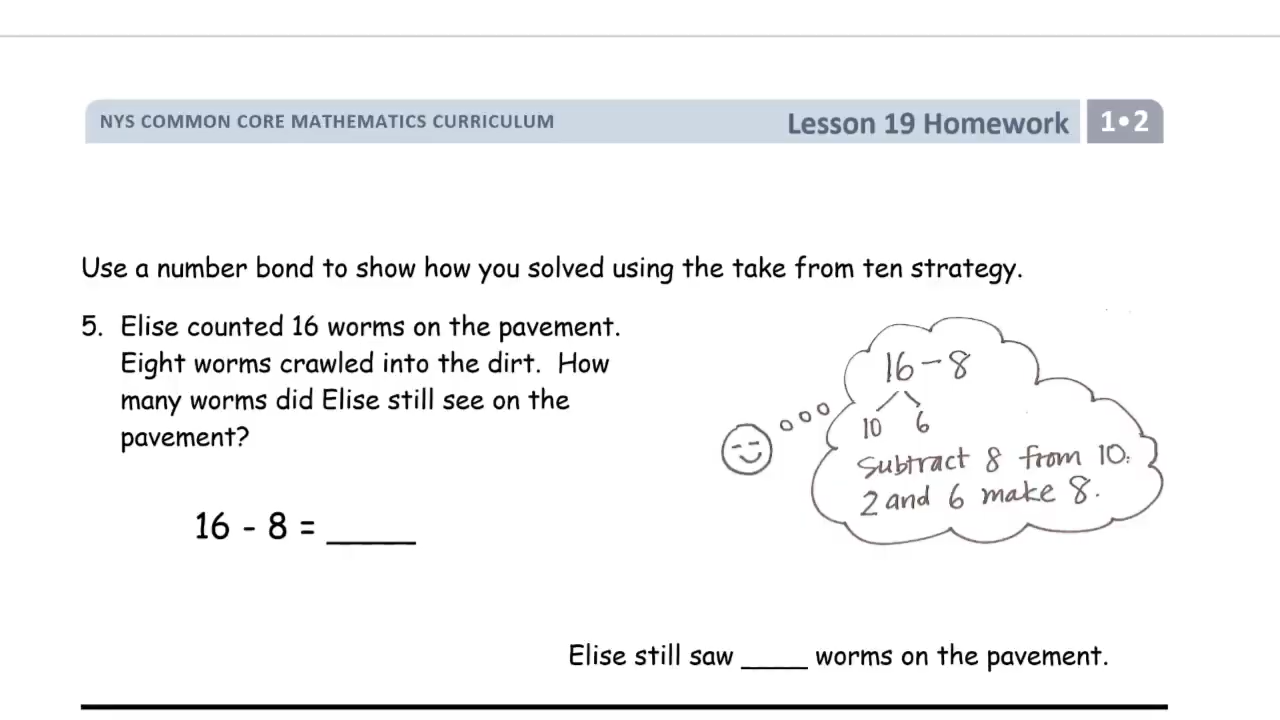 NYS COMMON CORE MATHEMATICS CURRICULUM Lesson 19 Homework 1•2
Use a number bond to show how you solved using the take from ten strategy.
5. Elise counted 16 worms on the pavement.
Eight worms crawled into the dirt. How
many worms did Elise still see on the
pavement?
16 - 8 = _____
16 - 8
10 6
Subtract 8 from 10.
2 and 6 make 8.
Elise still saw ____ worms on the pavement.